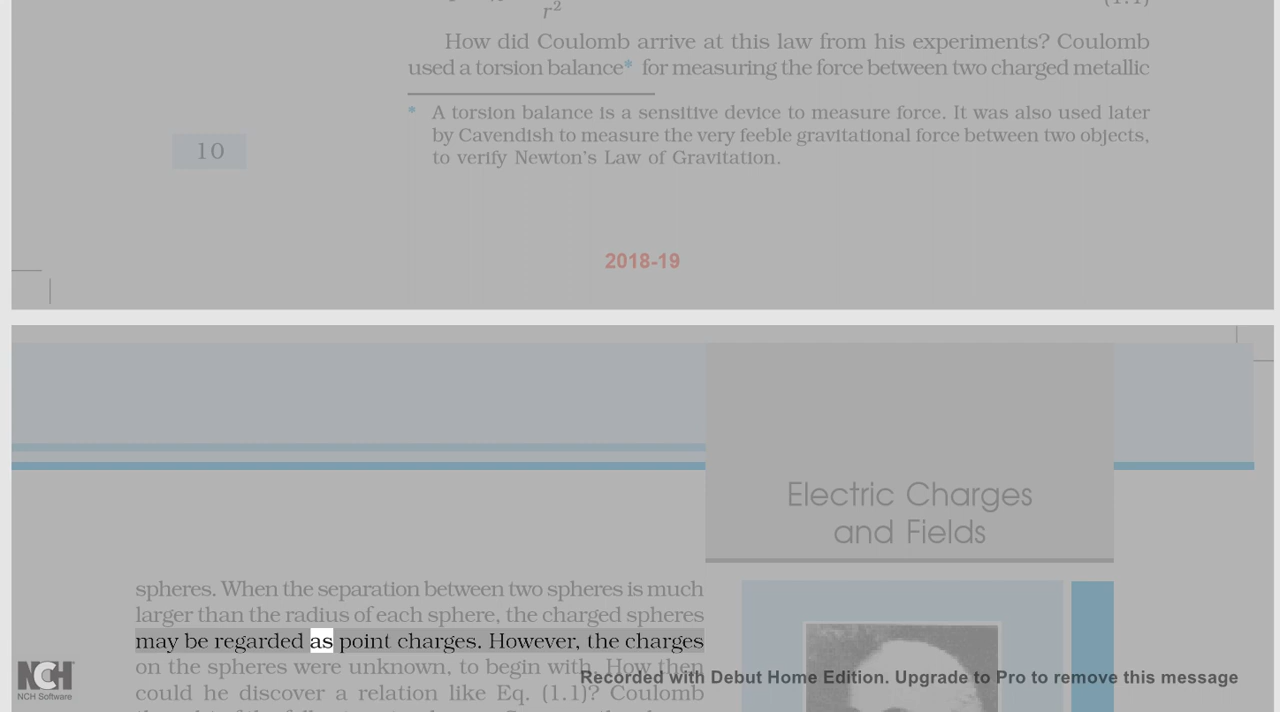 r²
How did Coulomb arrive at this law from his experiments? Coulomb
used a torsion balance* for measuring the force between two charged metallic
* A torsion balance is a sensitive device to measure force. It was also used later
by Cavendish to measure the very feeble gravitational force between two objects,
to verify Newton's Law of Gravitation.
10
2018-19
Electric Charges
and Fields
spheres. When the separation between two spheres is much
larger than the radius of each sphere, the charged spheres
may be regarded as point charges. However, the charges
on the spheres were unknown, to begin with. How then
could he discover a relation like Eq. (1.1)? Coulomb
NCH
NCH Software
Recorded with Debut Home Edition. Upgrade to Pro to remove this message